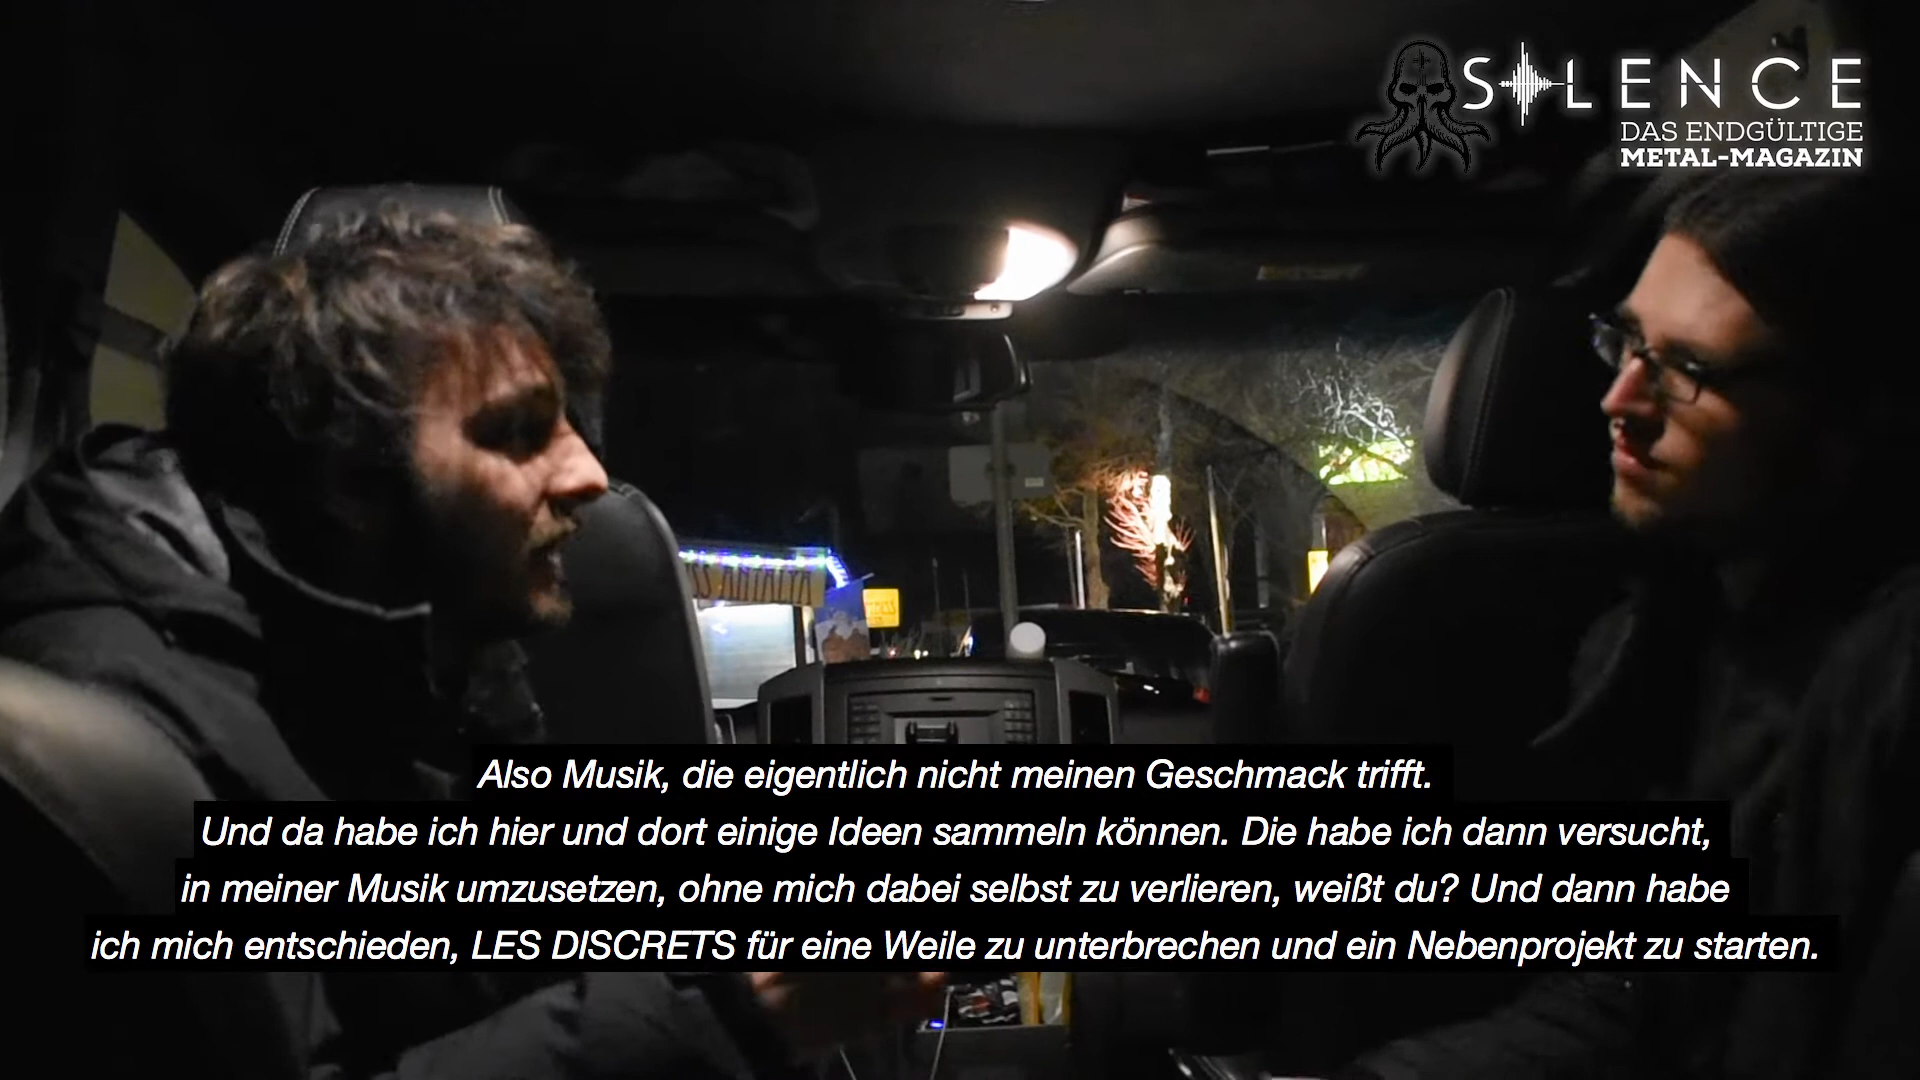 SILENCE
DAS ENDGÜLTIGE
METAL-MAGAZIN
Also Musik, die eigentlich nicht meinen Geschmack trifft.
Und da habe ich hier und dort einige Ideen sammeln können. Die habe ich dann versucht,
in meiner Musik umzusetzen, ohne mich dabei selbst zu verlieren, weißt du? Und dann habe
ich mich entschieden, LES DISCRETS für eine Weile zu unterbrechen und ein Nebenprojekt zu starten.